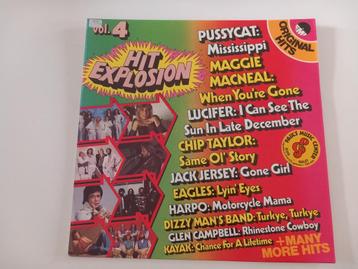 vol. 4
HIT
EXPLOSION
ORIGINAL
HITS
PUSSYCAT:
Mississippi
MAGGIE
MACNEAL:
When You're Gone
LUCIFER: I Can See The
Sun In Late December
CHIP TAYLOR:
Same Ol' Story
JACK JERSEY: Gone Girl
EAGLES: Lyin' Eyes
HARPO: Motorcycle Mama
DIZZY MAN'S BAND: Turkye, Turkye
GLEN CAMPBELL: Rhinestone Cowboy
KAYAK: Chance For A Lifetime
+MANY
MORE HITS